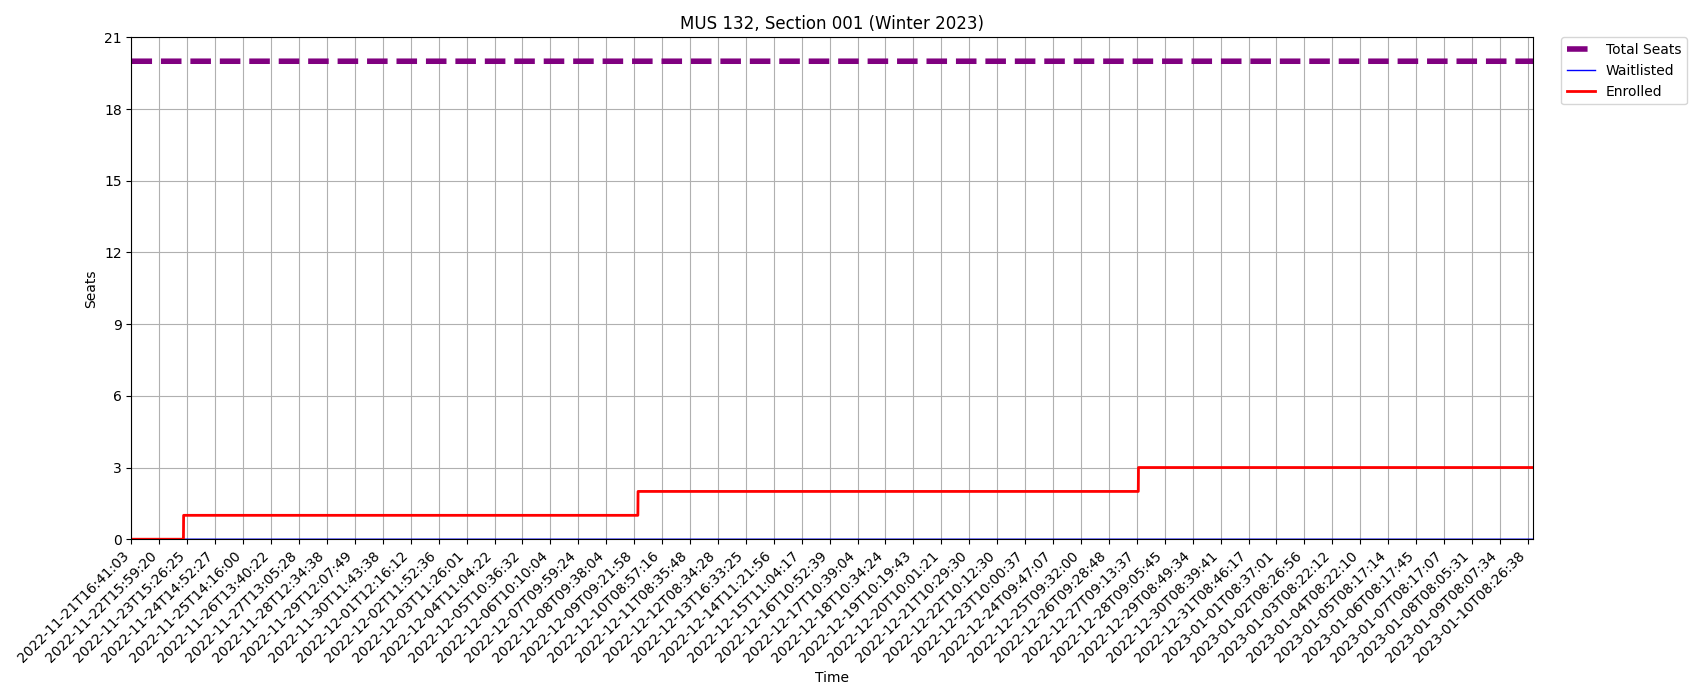 MUS 132, Section 001 (Winter 2023)
Total Seats
Waitlisted
Enrolled
Seats
21
18
15
12
9
6
3
0
2022-11-21T16:41:03
2022-11-22T15:59:20
2022-11-23T15:26:25
2022-11-24T14:52:27
2022-11-25T14:16:00
2022-11-26T13:40:22
2022-11-27T13:05:28
2022-11-28T12:34:38
2022-11-29T12:07:49
2022-11-30T11:43:38
2022-12-01T12:16:12
2022-12-02T11:52:36
2022-12-03T11:26:01
2022-12-04T11:04:22
2022-12-05T10:36:32
2022-12-06T10:10:04
2022-12-07T09:59:24
2022-12-08T09:38:04
2022-12-09T09:21:58
2022-12-10T08:57:16
2022-12-11T08:35:48
2022-12-12T08:34:28
2022-12-13T16:33:25
2022-12-14T11:21:56
2022-12-15T11:04:17
2022-12-16T10:52:39
2022-12-17T10:39:04
2022-12-18T10:34:24
2022-12-19T10:19:43
2022-12-20T10:01:21
2022-12-21T10:29:30
2022-12-22T10:12:30
2022-12-23T10:00:37
2022-12-24T09:47:07
2022-12-25T09:32:00
2022-12-26T09:28:48
2022-12-27T09:13:37
2022-12-28T09:05:45
2022-12-29T08:49:34
2022-12-30T08:39:41
2022-12-31T08:46:17
2023-01-01T08:37:01
2023-01-02T08:26:56
2023-01-03T08:22:12
2023-01-04T08:22:10
2023-01-05T08:17:14
2023-01-06T08:17:45
2023-01-07T08:17:07
2023-01-08T08:05:31
2023-01-09T08:07:34
2023-01-10T08:26:38
Time